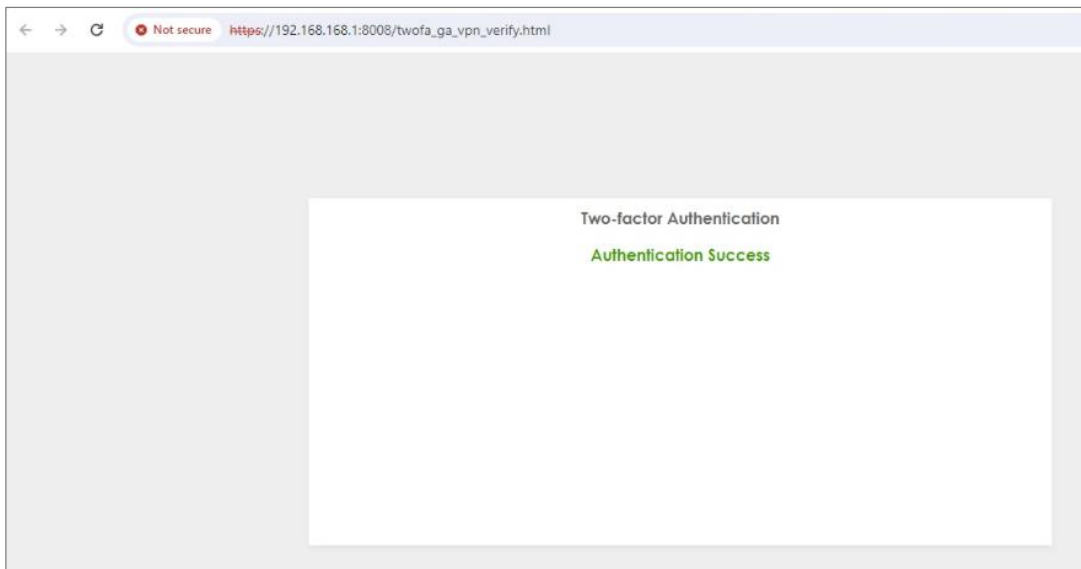 Not secure https://192.168.168.1:8008/twofa_ga_vpn_verify.html
Two-factor Authentication
Authentication Success